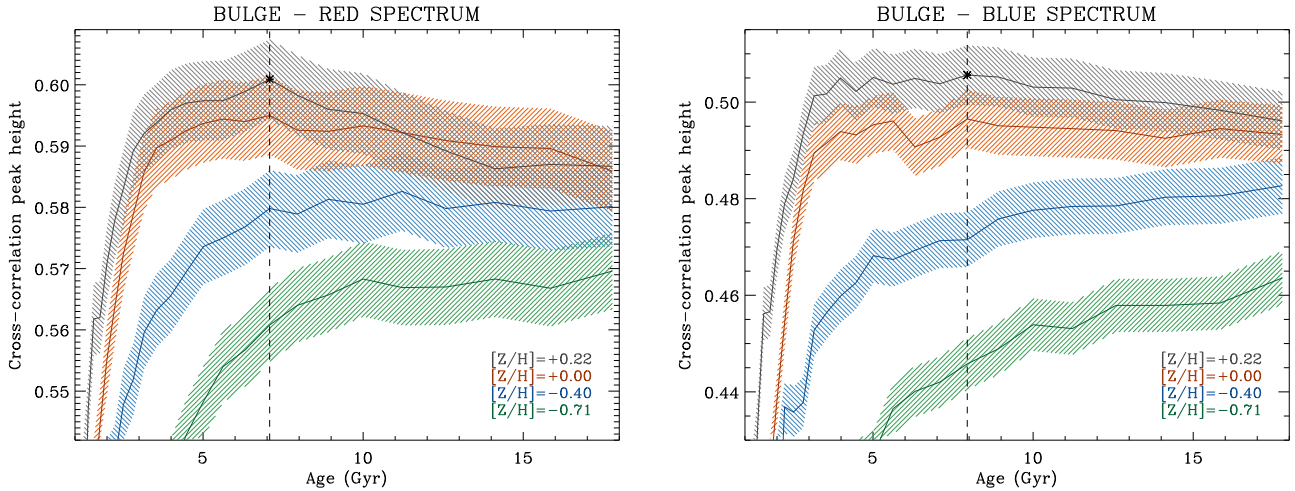 BULGE − RED SPECTRUM
Cross−correlation peak height
0.60
0.59
0.58
0.57
0.56
0.55
[Z/H]=+0.22
[Z/H]=+0.00
[Z/H]=−0.40
[Z/H]=−0.71
5
10
15
Age (Gyr)
BULGE − BLUE SPECTRUM
Cross−correlation peak height
0.50
0.48
0.46
0.44
[Z/H]=+0.22
[Z/H]=+0.00
[Z/H]=−0.40
[Z/H]=−0.71
5
10
15
Age (Gyr)